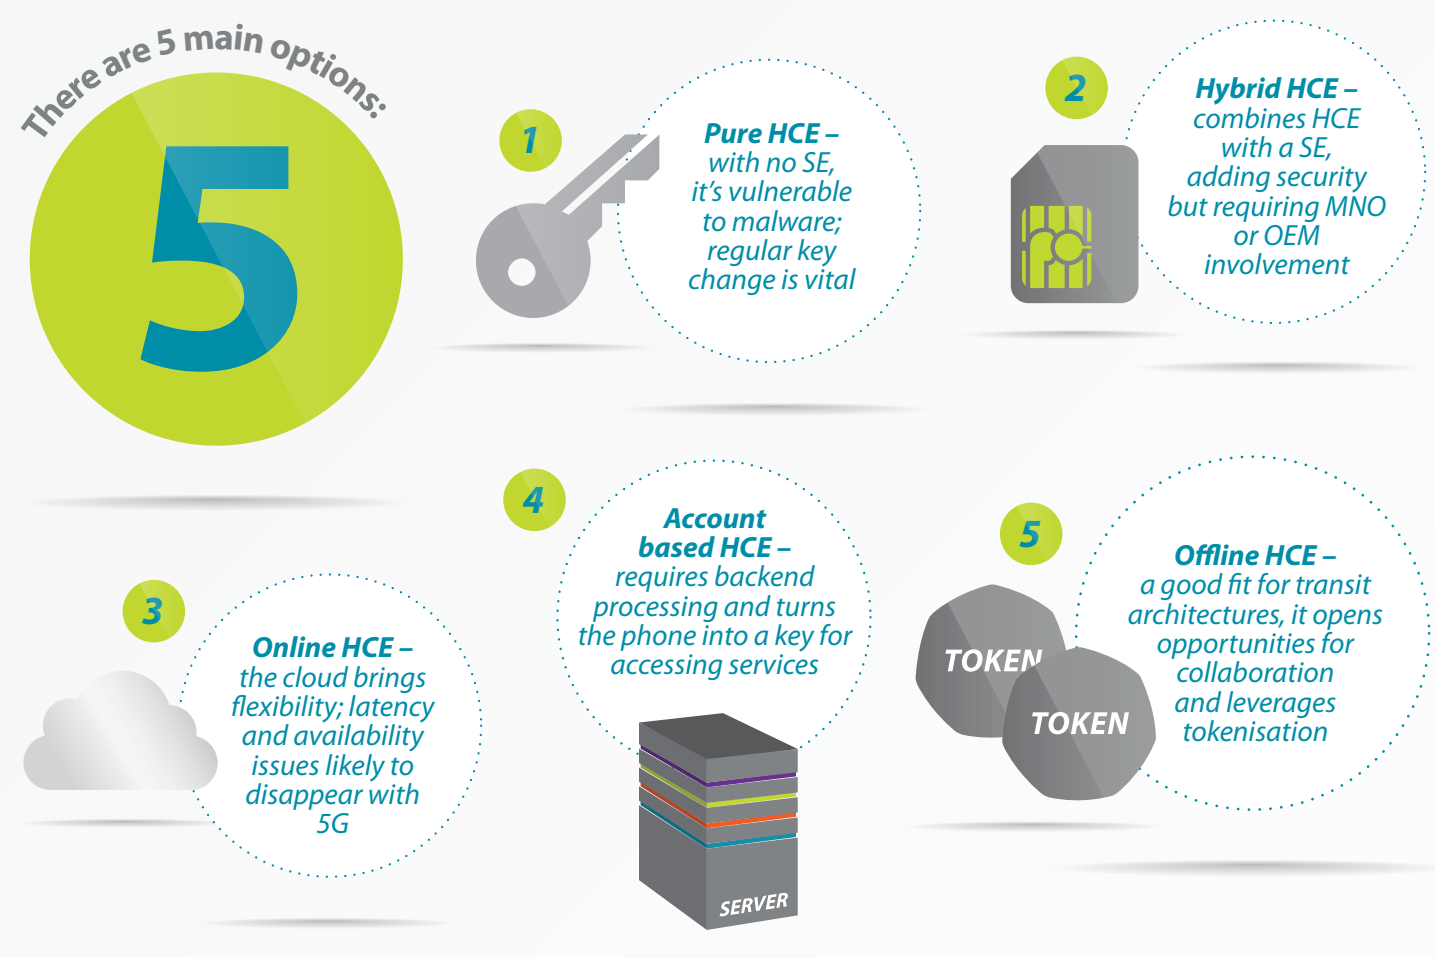 There are 5 main options:
5
1
Pure HCE –
with no SE,
it’s vulnerable
to malware;
regular key
change is vital
2
Hybrid HCE –
combines HCE
with a SE,
adding security
but requiring MNO
or OEM
involvement
3
Online HCE –
the cloud brings
flexibility; latency
and availability
issues likely to
disappear with
5G
4
Account
based HCE –
requires backend
processing and turns
the phone into a key for
accessing services
SERVER
5
TOKEN
TOKEN
Offline HCE –
a good fit for transit
architectures, it opens
opportunities for
collaboration
and leverages
tokenisation